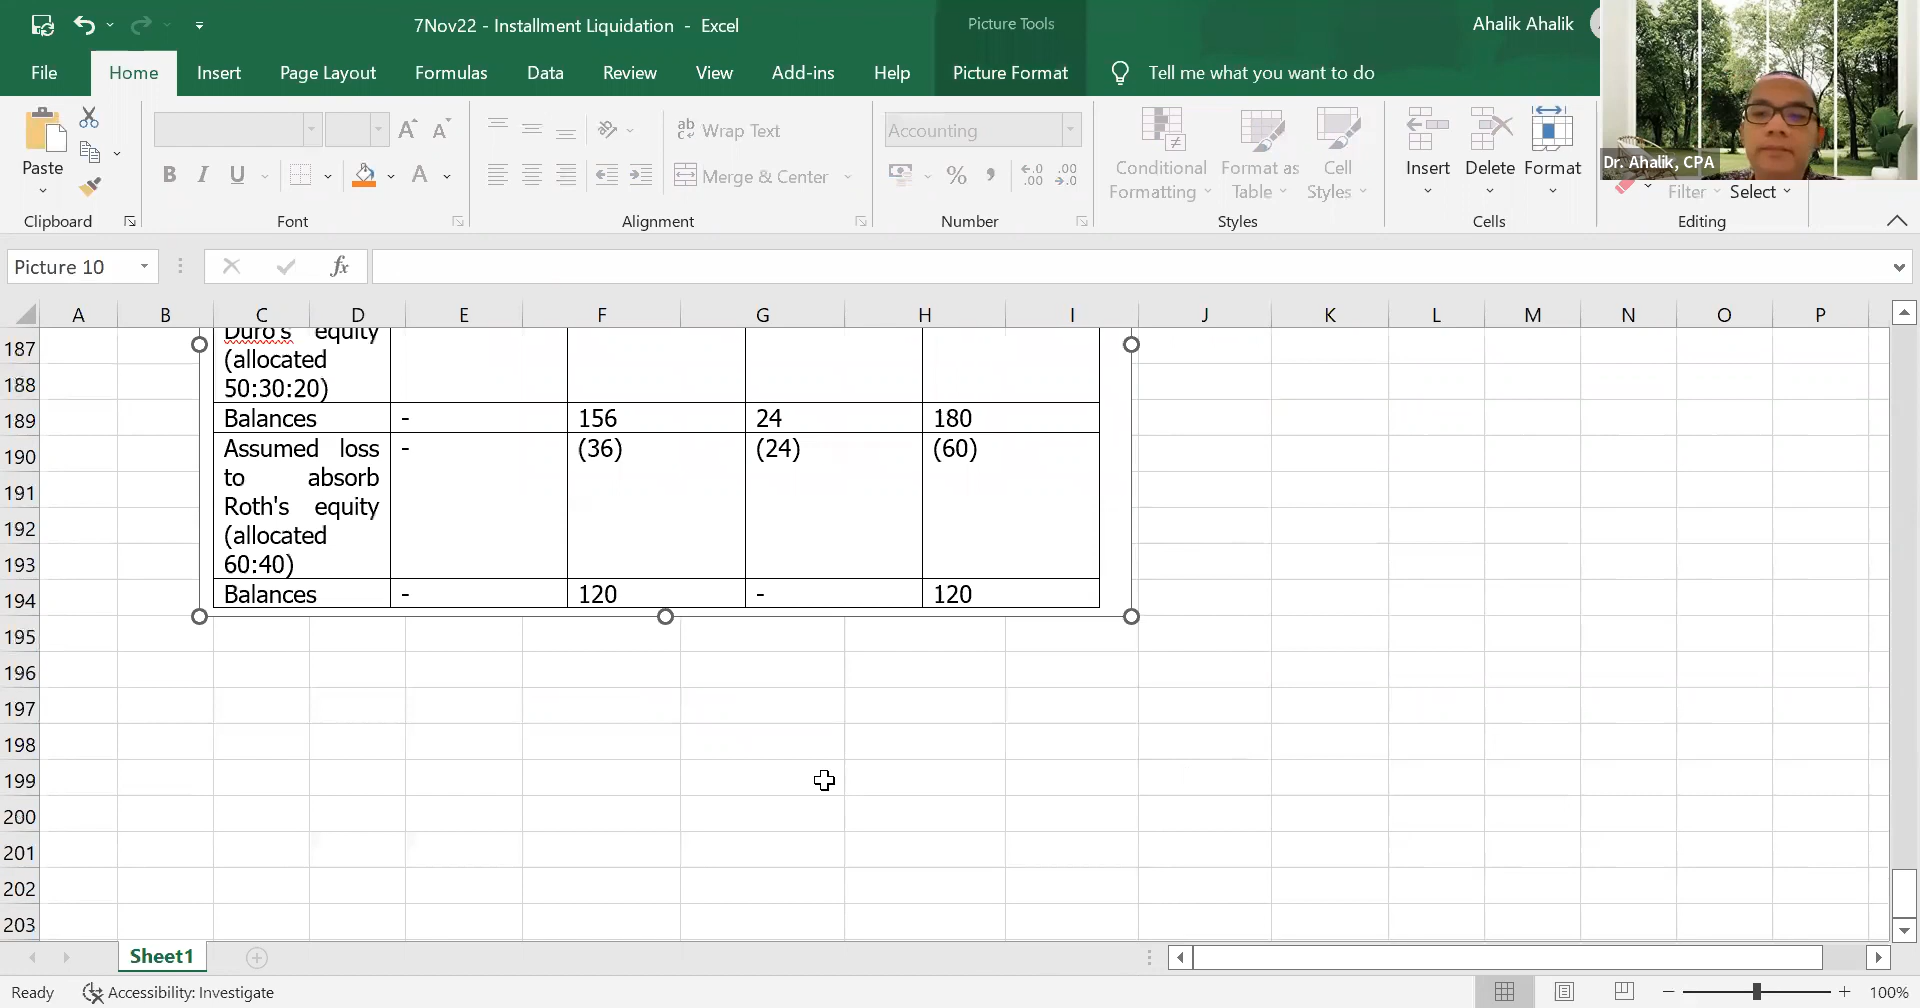 7Nov22 - Installment Liquidation - Excel
Picture Tools
Ahalik Ahalik
File Home Insert Page Layout Formulas Data Review View Add-ins Help Picture Format Tell me what you want to do
Dr. Ahalik, CPA
Paste
B I U A
A A
ab Wrap Text
Merge & Center
Accounting
% 9
Conditional Formatting
Format as Table
Cell Styles
Insert Delete Format
Filter Select
Clipboard Font Alignment Number Styles Cells Editing
Picture 10 fx
A B C D E F G H I J K L M N O P
187
188
189
190
191
192
193
194
195
196
197
198
199
200
201
202
203
Duro's equity
(allocated
50:30:20)
Balances - 156 24 180
Assumed loss - (36) (24) (60)
to absorb
Roth's equity
(allocated
60:40)
Balances - 120 - 120
Sheet1
Ready Accessibility: Investigate 100%